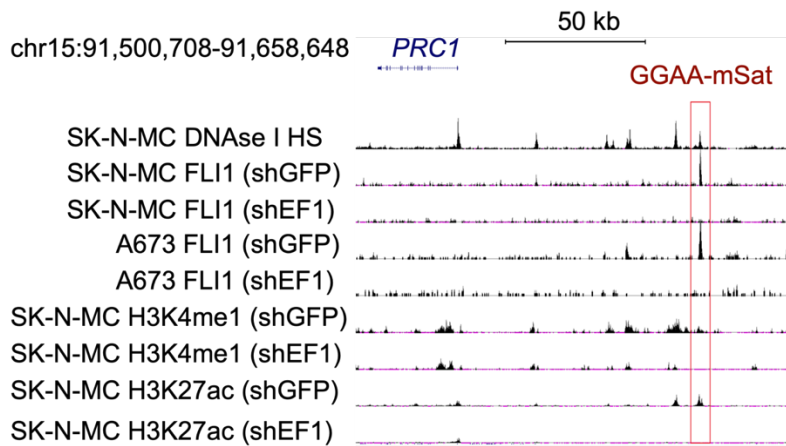 50 kb
chr15:91,500,708-91,658,648
PRC1
GGAA-mSat
SK-N-MC DNAse I HS
SK-N-MC FLI1 (shGFP)
SK-N-MC FLI1 (shEF1)
A673 FLI1 (shGFP)
A673 FLI1 (shEF1)
SK-N-MC H3K4me1 (shGFP)
SK-N-MC H3K4me1 (shEF1)
SK-N-MC H3K27ac (shGFP)
SK-N-MC H3K27ac (shEF1)